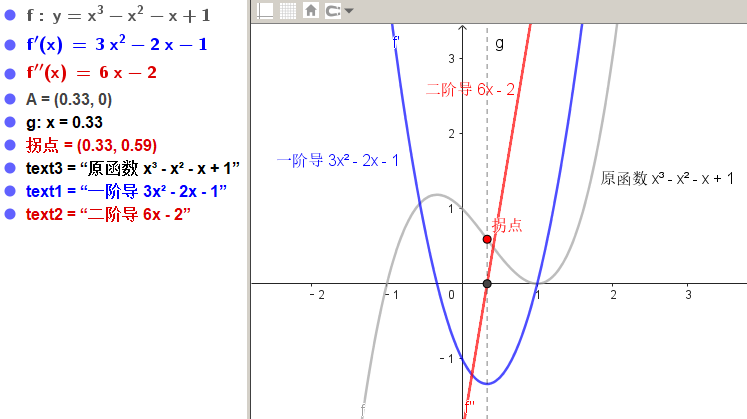 f : y = x³ − x² − x + 1
f′(x) = 3 x² − 2 x − 1
f′′(x) = 6 x − 2
A = (0.33, 0)
g: x = 0.33
拐点 = (0.33, 0.59)
text3 = “原函数 x³ - x² - x + 1”
text1 = “一阶导 3x² - 2x - 1”
text2 = “二阶导 6x - 2”
f' g
3
二阶导 6x - 2
2
一阶导 3x² - 2x - 1
原函数 x³ - x² - x + 1
1
拐点
- 2 - 1 0 1 2 3
- 1
f f''